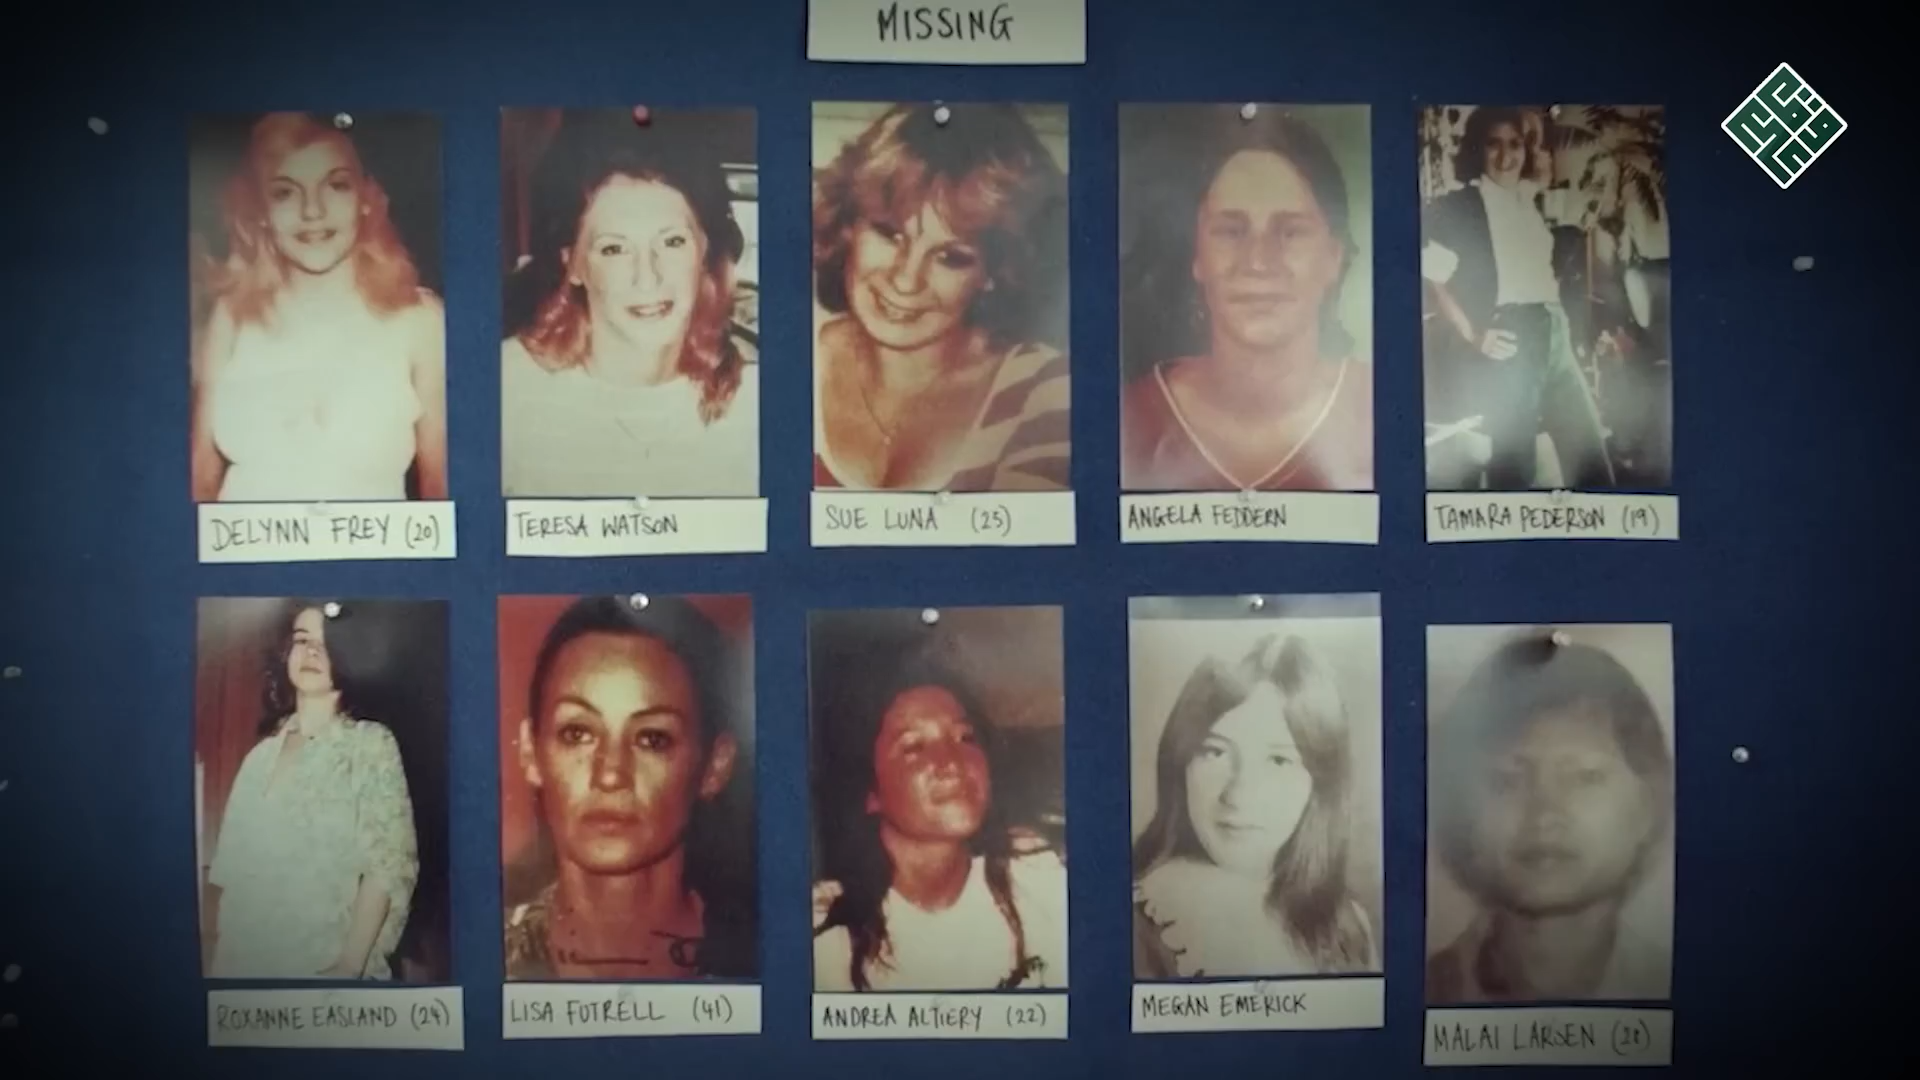 MISSING
DELYNN FREY (20)
TERESA WATSON
SUE LUNA (25)
ANGELA FEDDERN
TAMARA PEDERSON (19)
ROXANNE EASLAND (24)
LISA FUTRELL (41)
ANDREA ALTIERY (22)
MEGAN EMERICK
MALAI LARSEN (28)